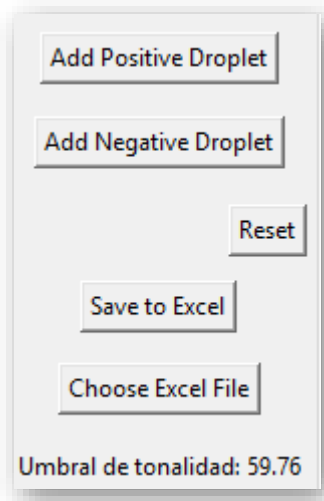 Add Positive Droplet
Add Negative Droplet
Reset
Save to Excel
Choose Excel File
Umbral de tonalidad: 59.76